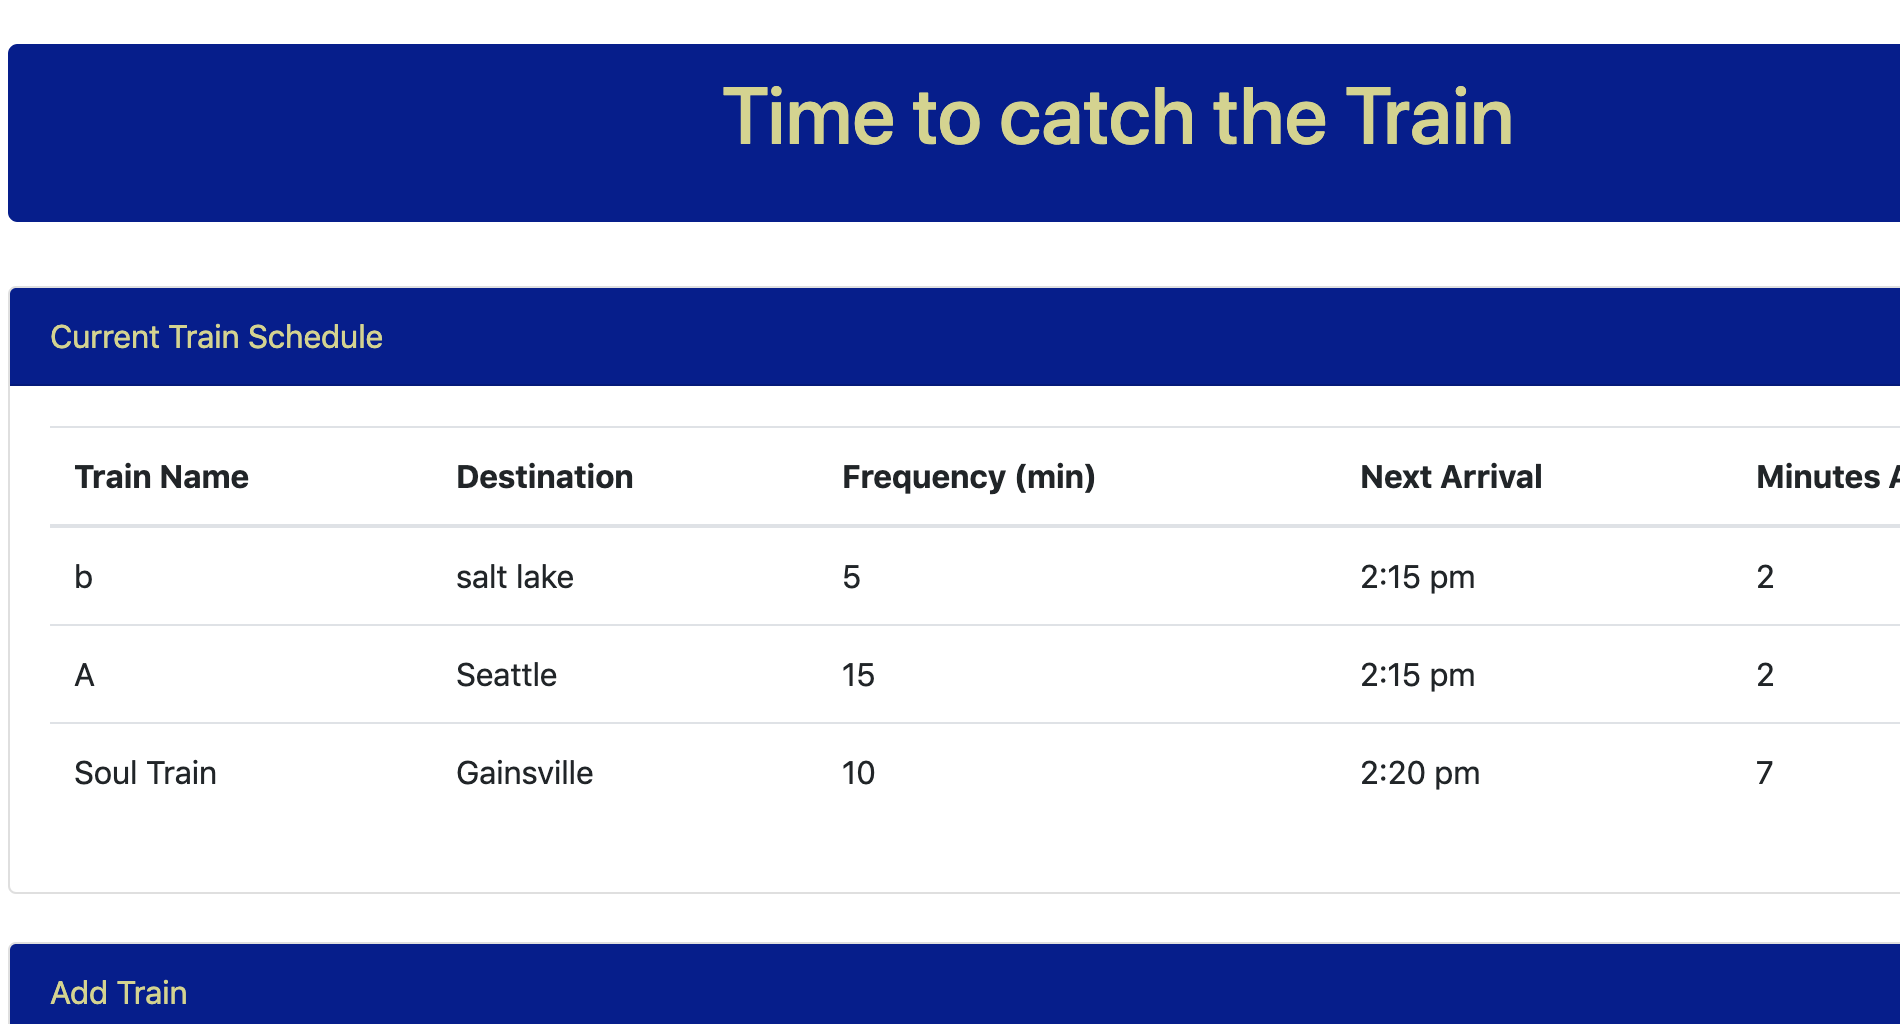 Time to catch the Train
Current Train Schedule
Train Name Destination Frequency (min) Next Arrival Minutes
b salt lake 5 2:15 pm 2
A Seattle 15 2:15 pm 2
Soul Train Gainsville 10 2:20 pm 7
Add Train